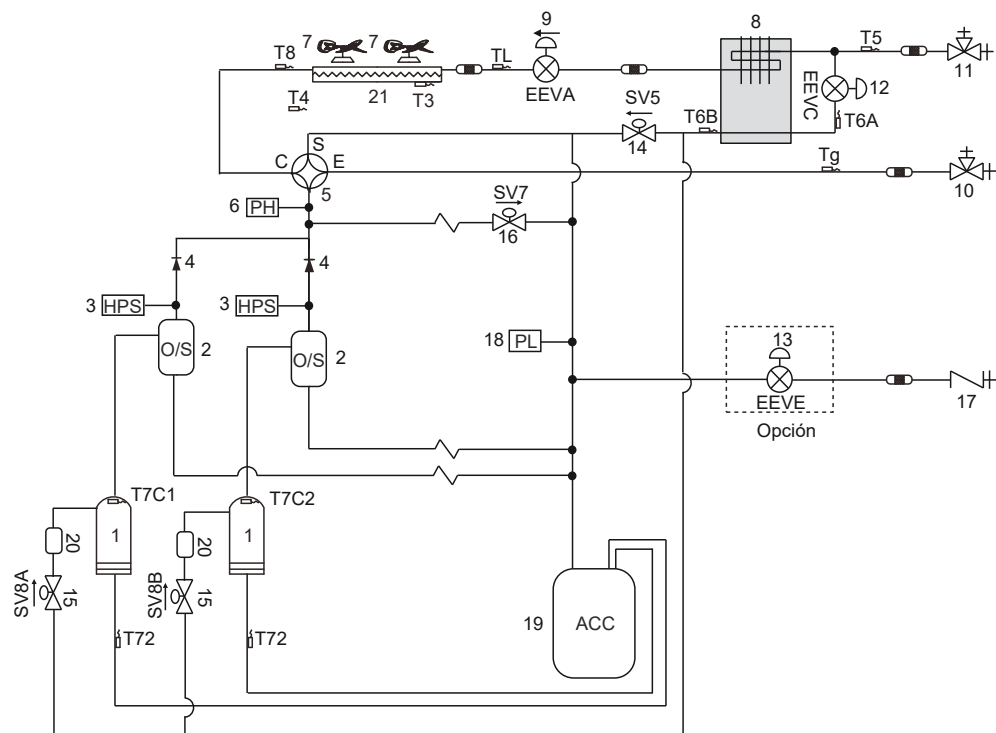 9
8
7 7
T8
TL
T5
T4
21
T3
EEVA
EEVC
12
11
T6A
T6B
SV5
14
S
C E
5
Tg
10
6 PH
SV7
16
4 4
3 HPS
3 HPS
O/S 2
O/S 2
18 PL
13
EEVE
17
Opción
T7C1
T7C2
1
1
20
20
SV8A
15
SV8B
15
T72
T72
19 ACC